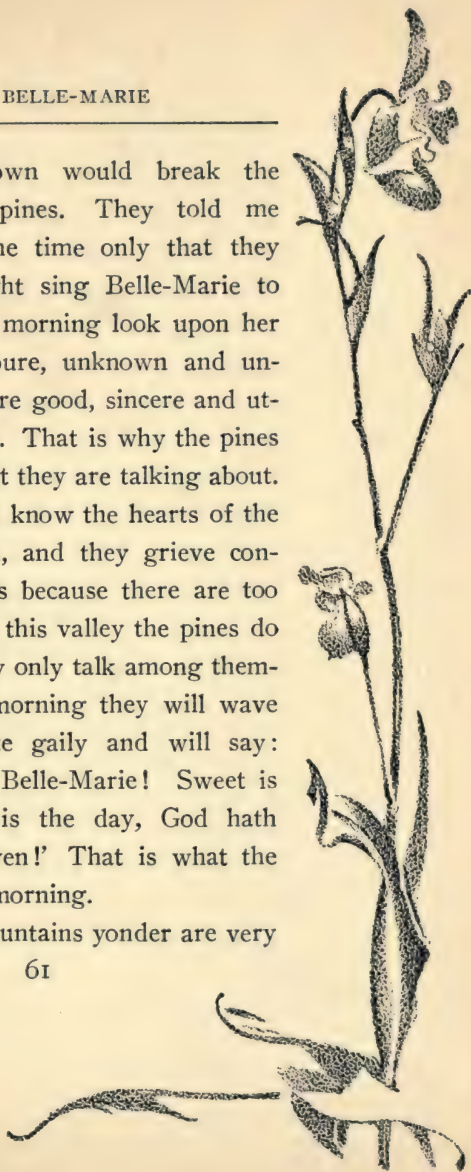 BELLE-MARIE
own would break the
pines. They told me
ne time only that they
ght sing Belle-Marie to
morning look upon her
pure, unknown and un-
re good, sincere and ut-
. That is why the pines
t they are talking about.
know the hearts of the
, and they grieve con-
s because there are too
this valley the pines do
y only talk among them-
morning they will wave
te gaily and will say:
Belle-Marie! Sweet is
is the day, God hath
ven!' That is what the
morning.
untains yonder are very
61